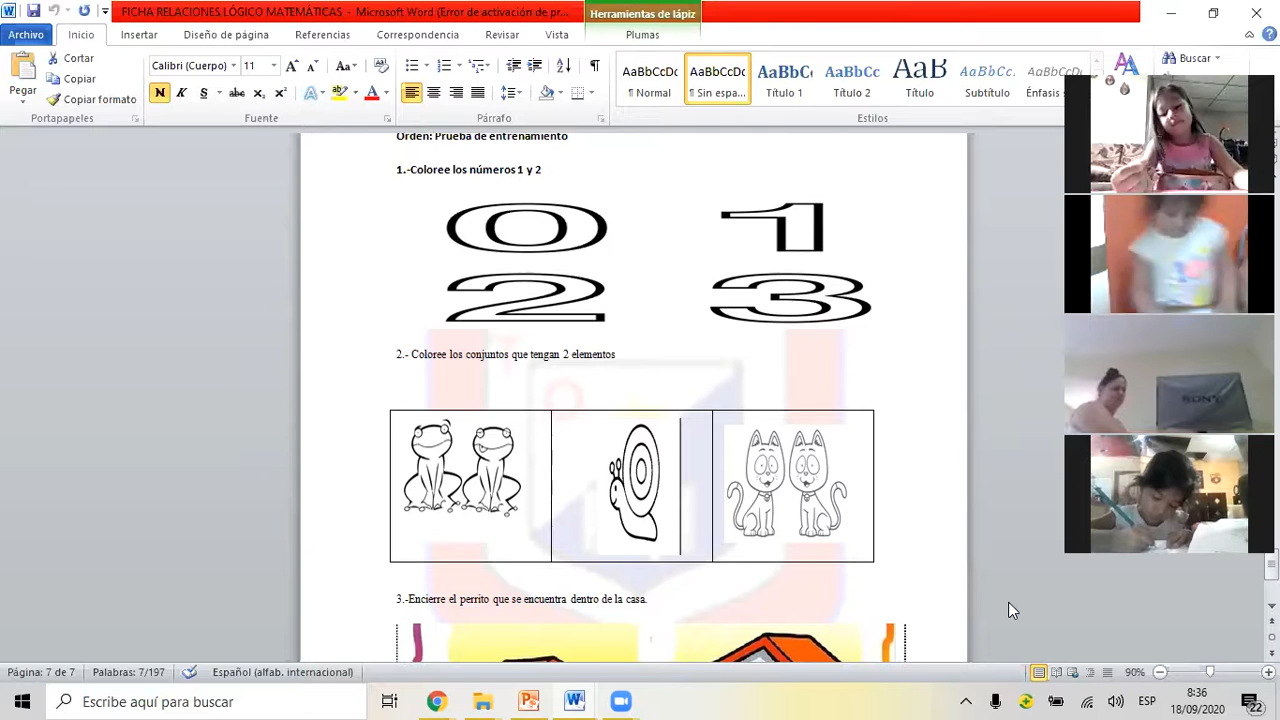 FICHA RELACIONES LÓGICO MATEMÁTICAS - Microsoft Word (Error de activación de pr...
Herramientas de lápiz
Archivo Inicio Insertar Diseño de página Referencias Correspondencia Revisar Vista Plumas
Pegar
Cortar
Copiar
Copiar formato
Portapapeles
Calibri (Cuerpo) 11
N K S abc x₂ x²
Fuente
Párrafo
AaBbCcDc AaBbCcDc AaBbC AaBbCc AaB AaBbCc AaBbCcDc
¶ Normal ¶ Sin espa... Título 1 Título 2 Título Subtítulo Énfasis
Estilos
Buscar
Orden: Prueba de entrenamiento
1.-Coloree los números 1 y 2
0 1
2 3
2.- Coloree los conjuntos que tengan 2 elementos
3.-Encierre el perrito que se encuentra dentro de la casa.
SONY
Página: 7 de 7 Palabras: 7/197 Español (alfab. internacional) 90%
Escribe aquí para buscar
ESP
8:36
18/09/2020
22